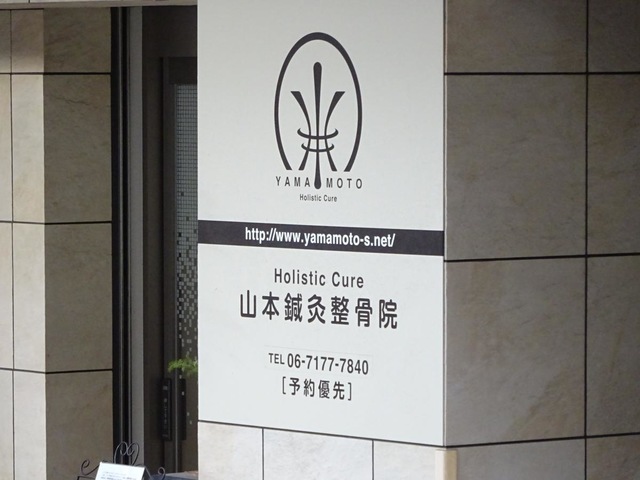 YAMAMOTO
Holistic Cure
http://www.yamamoto-s.net/
Holistic Cure
山本鍼灸整骨院
TEL 06-7177-7840
[予約優先]